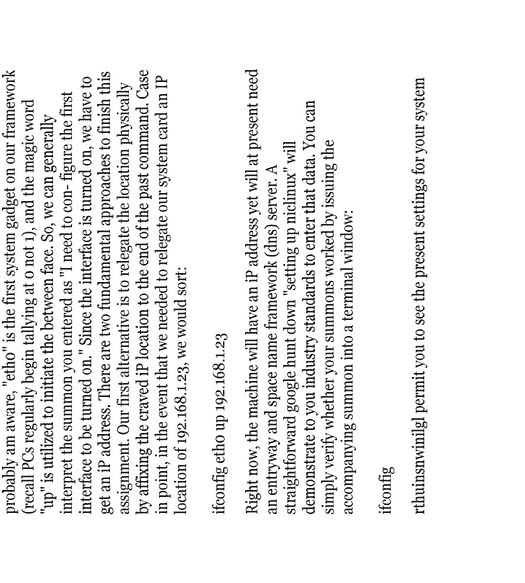 probably am aware, "etho" is the first system gadget on our framework
(recall PCs regularly begin tallying at 0 not 1), and the magic word
"up" is utilized to initiate the between face. So, we can generally
interpret the summon you entered as "I need to con- figure the first
interface to be turned on." Since the interface is turned on, we have to
get an iP address. There are two fundamental approaches to finish this
assignment. Our first alternative is to relegate the location physically
by affixing the craved iP location to the end of the past command. Case
in point, in the event that we needed to relegate our system card an IP
location of 192.168.1.23, we would sort:
ifconfig etho up 192.168.1.23
Right now, the machine will have an iP address yet will at present need
an entryway and space name framework (dns) server. A
straightforward google hunt down "setting up niclinux" will
demonstrate to you industry standards to enter that data. You can
simply verify whether your summons worked by issuing the
accompanying summon into a terminal window:
ifconfig
rthuinsnwinilgl permit you to see the present settings for your system